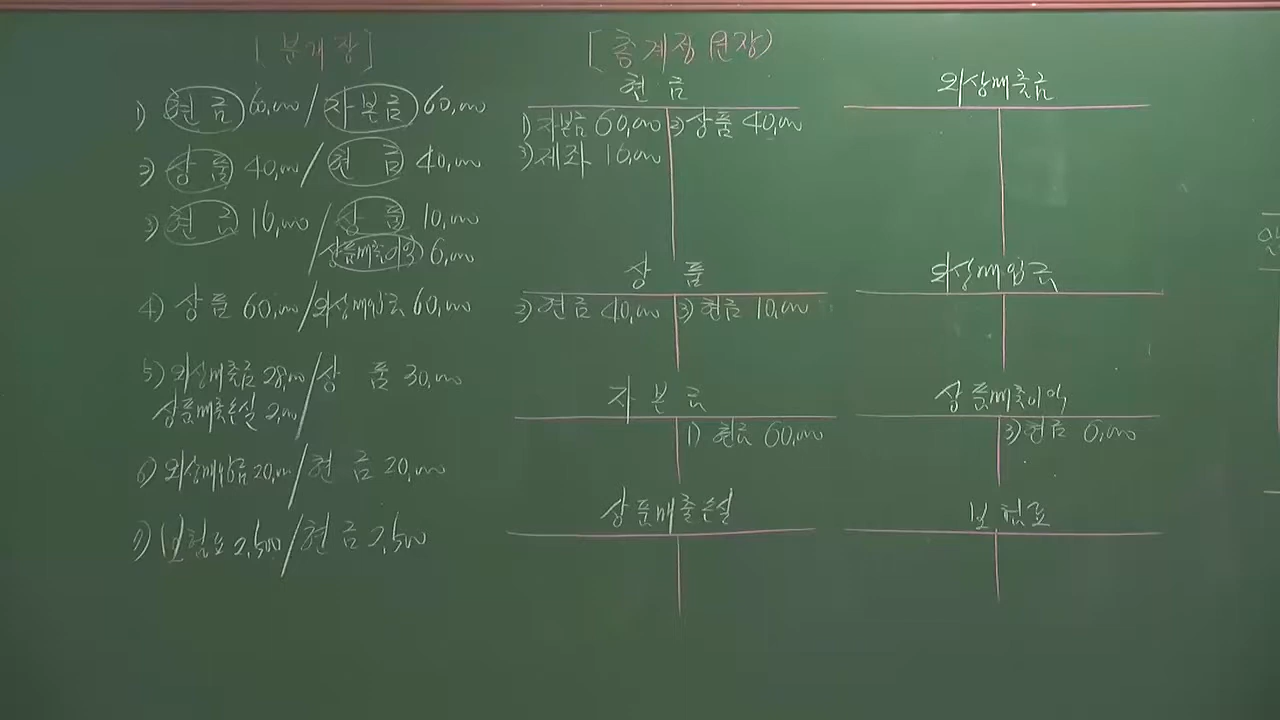 [분개장]
1) 현금 60,000 / 자본금 60,000
2) 상품 40,000 / 현금 40,000
3) 현금 16,000 / 상품 10,000
상품매출이익 6,000
4) 상품 60,000 / 외상매입금 60,000
5) 외상매출금 28,000 / 상품 30,000
상품매출손실 2,000
6) 외상매입금 20,000 / 현금 20,000
7) 보험료 2,500 / 현금 2,500
[총계정원장]
현금
1) 자본금 60,000 2) 상품 40,000
3) 제좌 16,000
상품
2) 현금 40,000 3) 현금 10,000
자본금
1) 현금 60,000
상품매출손실
외상매출금
외상매입금
상품매출이익
3) 현금 6,000
보험료